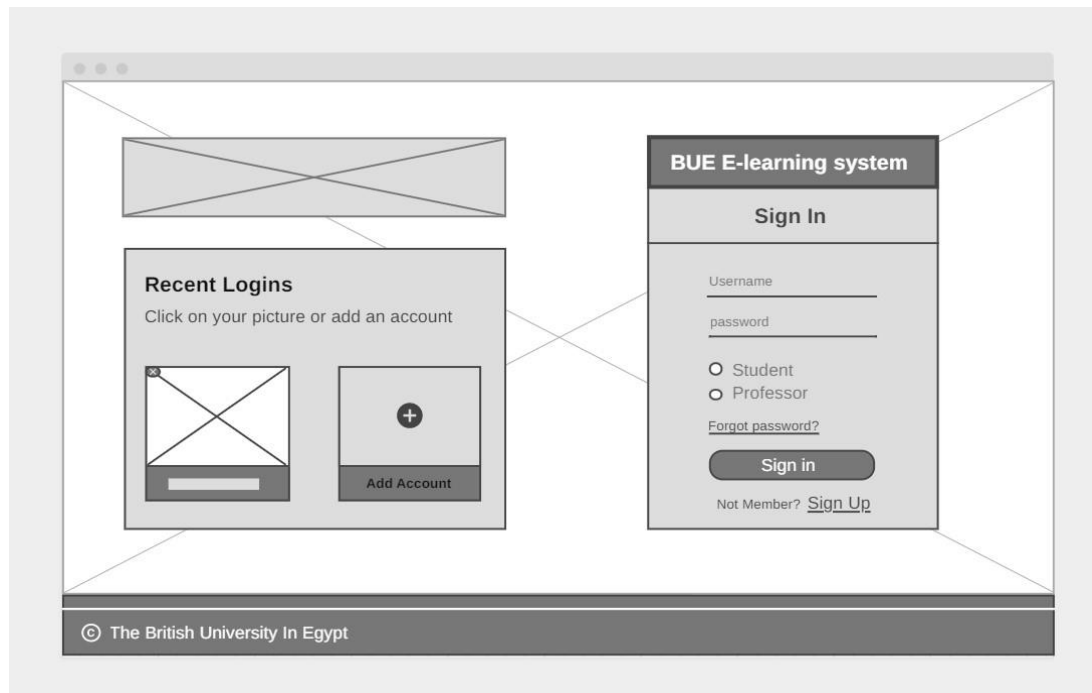 Recent Logins
Click on your picture or add an account
Add Account
BUE E-learning system
Sign In
Username
password
Student
Professor
Forgot password?
Sign in
Not Member? Sign Up
© The British University In Egypt